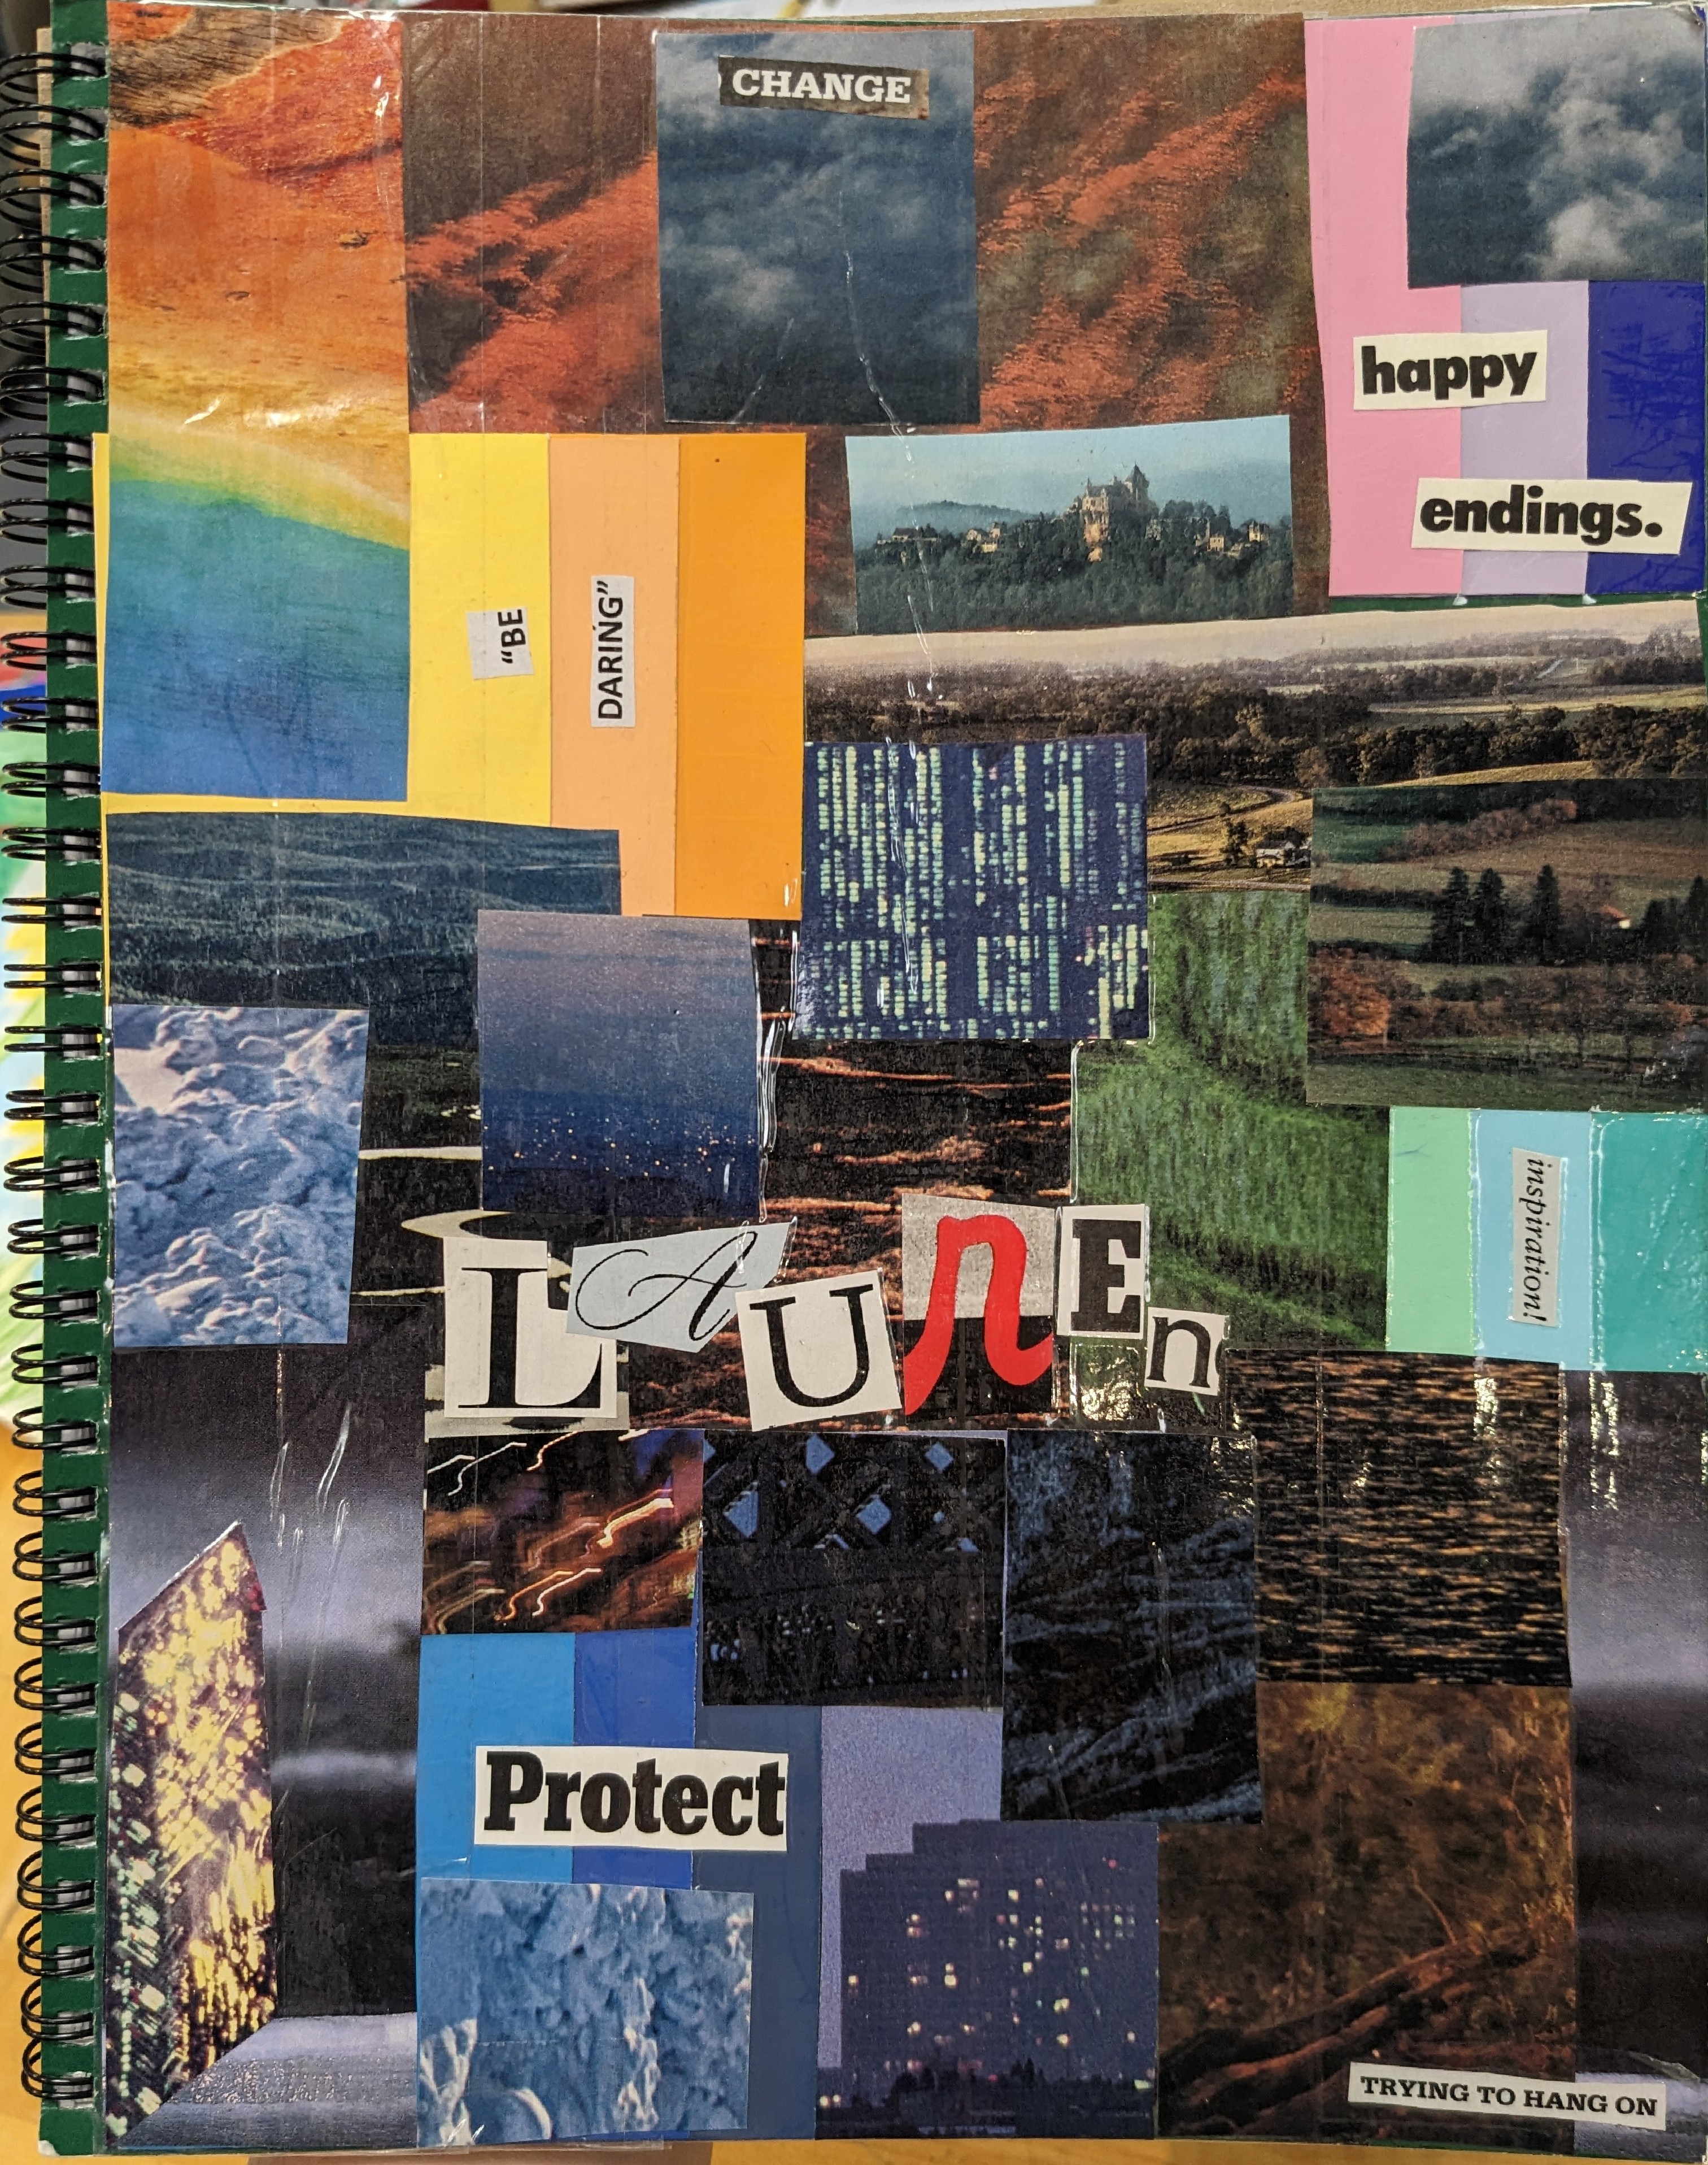 CHANGE
happy
endings.
"BE
DARING"
inspiration!
LAUrEn
Protect
TRYING TO HANG ON